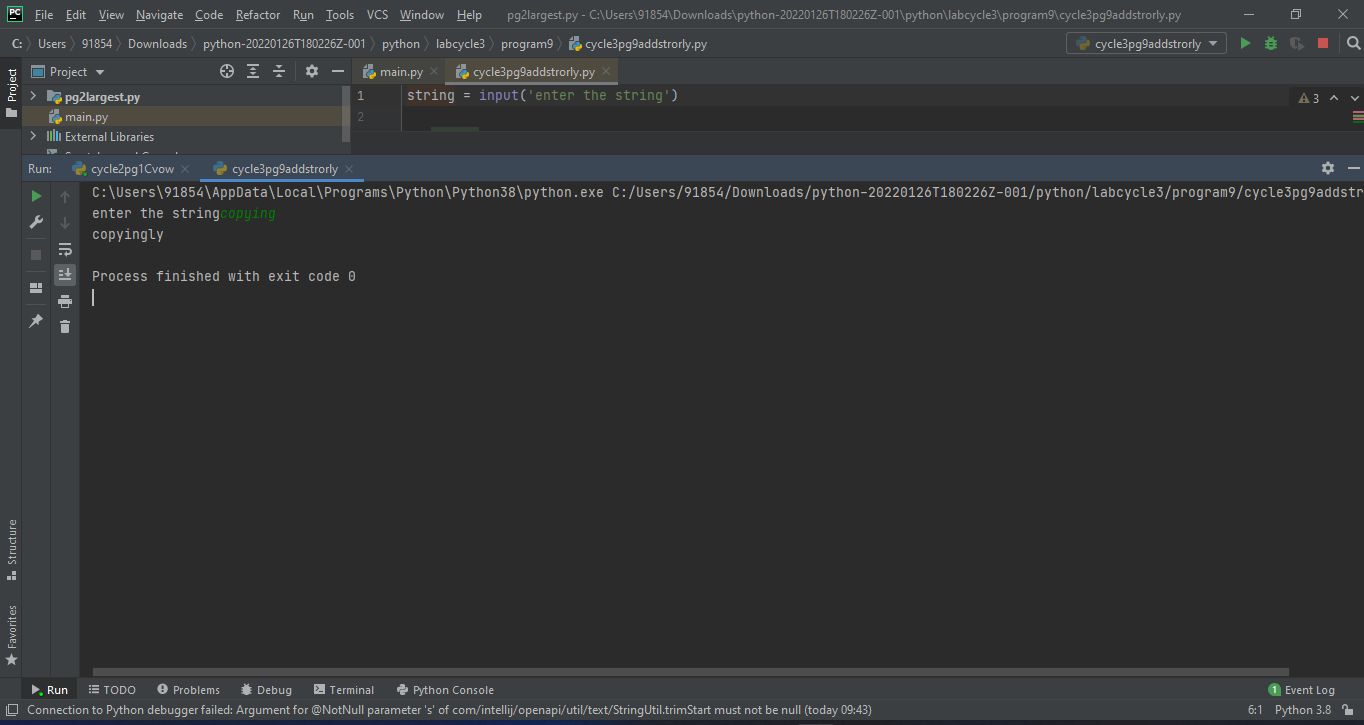 PC File Edit View Navigate Code Refactor Run Tools VCS Window Help pg2largest.py - C:\Users\91854\Downloads\python-20220126T180226Z-001\python\labcycle3\program9\cycle3pg9addstrorly.py
C: Users 91854 Downloads python-20220126T180226Z-001 python labcycle3 program9 cycle3pg9addstrorly.py cycle3pg9addstrorly
Project Project main.py cycle3pg9addstrorly.py
pg2largest.py 1 string = input('enter the string') 3
main.py 2
External Libraries
Run: cycle2pg1Cvow cycle3pg9addstrorly
C:\Users\91854\AppData\Local\Programs\Python\Python38\python.exe C:/Users/91854/Downloads/python-20220126T180226Z-001/python/labcycle3/program9/cycle3pg9addstr
enter the stringcopying
copyingly
Process finished with exit code 0
Structure
Favorites
Run TODO Problems Debug Terminal Python Console 1 Event Log
Connection to Python debugger failed: Argument for @NotNull parameter 's' of com/intellij/openapi/util/text/StringUtil.trimStart must not be null (today 09:43) 6:1 Python 3.8